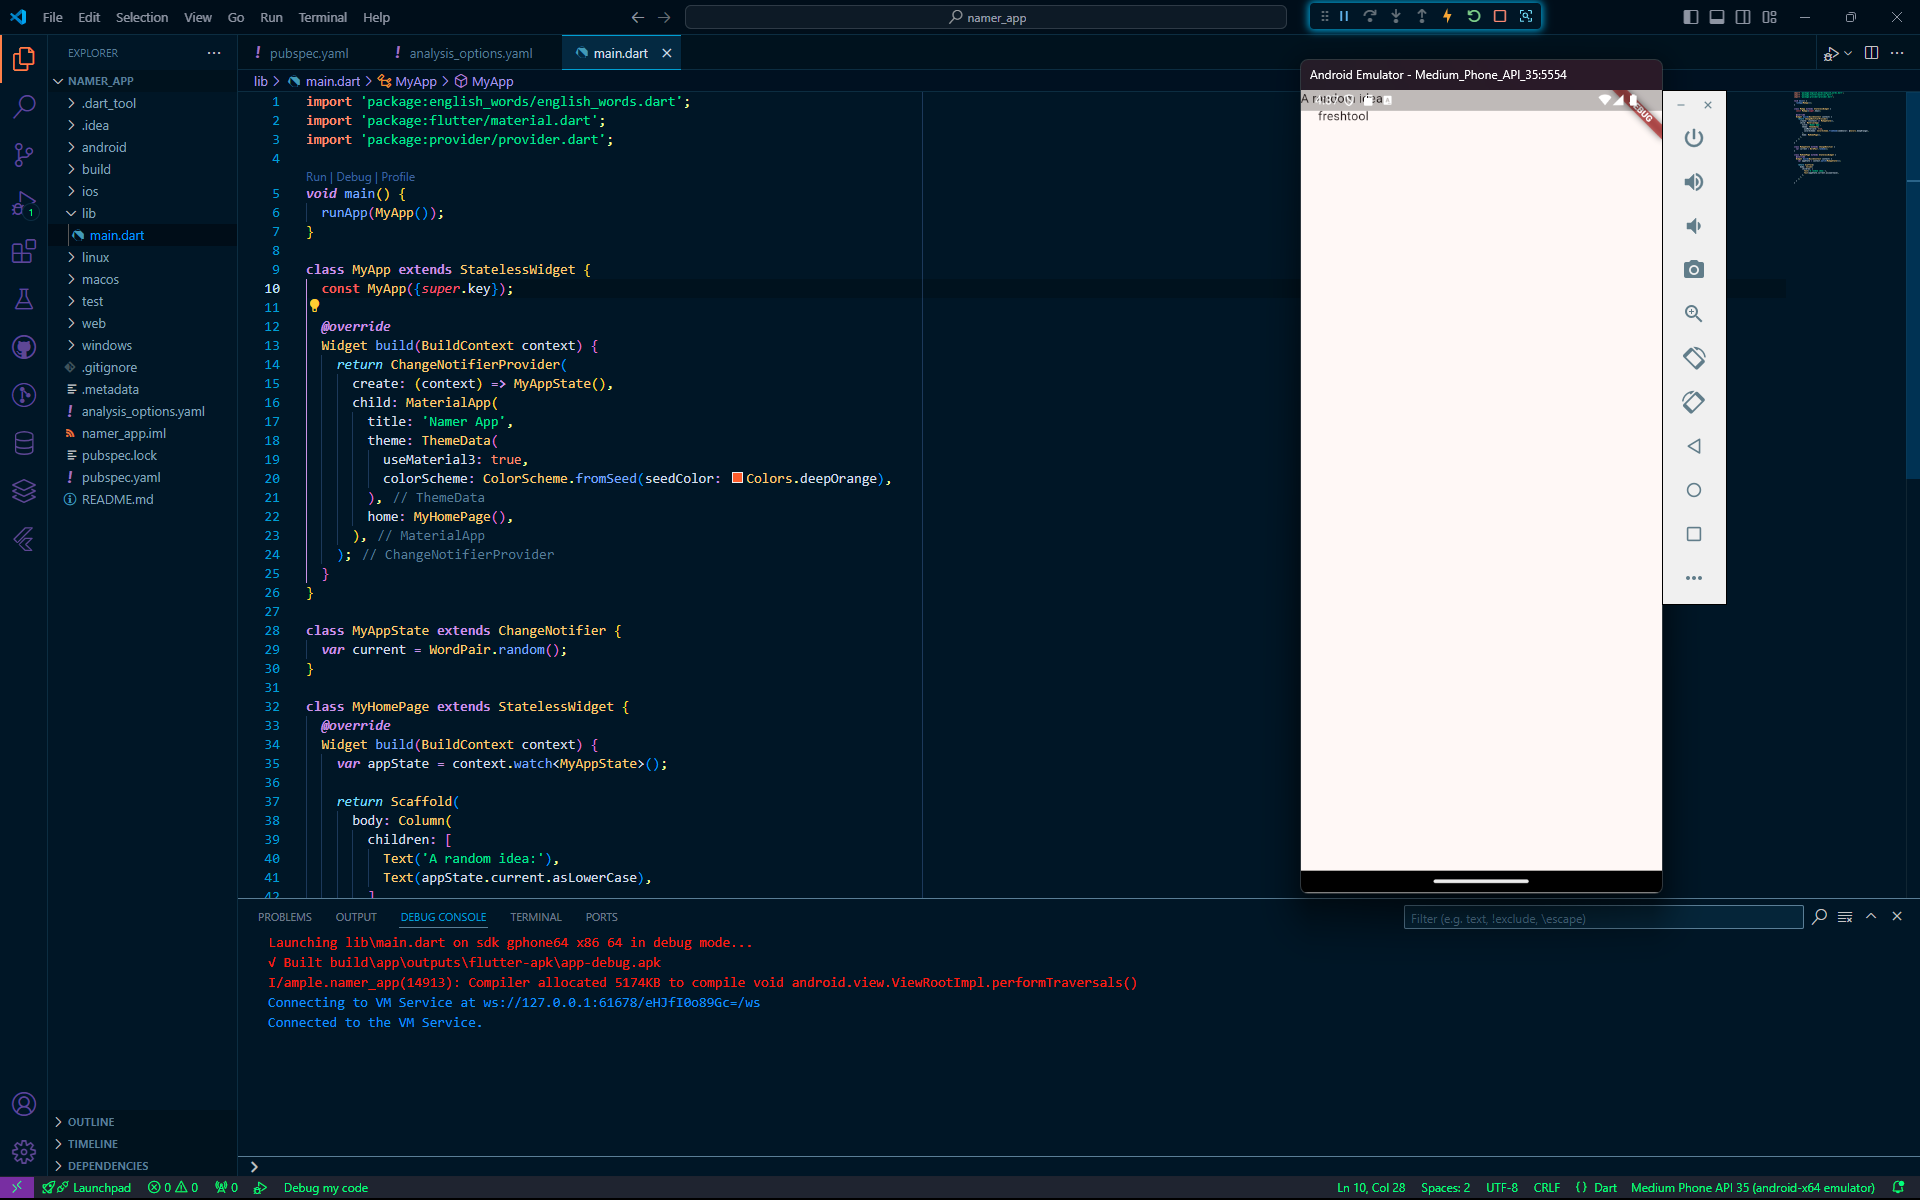 File Edit Selection View Go Run Terminal Help
namer_app
EXPLORER
NAMER_APP
.dart_tool
.idea
android
build
ios
lib
main.dart
linux
macos
test
web
windows
.gitignore
.metadata
analysis_options.yaml
namer_app.iml
pubspec.lock
pubspec.yaml
README.md
OUTLINE
TIMELINE
DEPENDENCIES
1
pubspec.yaml
analysis_options.yaml
main.dart
lib > main.dart > MyApp > MyApp
1 import 'package:english_words/english_words.dart';
2 import 'package:flutter/material.dart';
3 import 'package:provider/provider.dart';
4
Run | Debug | Profile
5 void main() {
6 runApp(MyApp());
7 }
8
9 class MyApp extends StatelessWidget {
10 const MyApp({super.key});
11
12 @override
13 Widget build(BuildContext context) {
14 return ChangeNotifierProvider(
15 create: (context) => MyAppState(),
16 child: MaterialApp(
17 title: 'Namer App',
18 theme: ThemeData(
19 useMaterial3: true,
20 colorScheme: ColorScheme.fromSeed(seedColor: Colors.deepOrange),
21 ), // ThemeData
22 home: MyHomePage(),
23 ), // MaterialApp
24 ); // ChangeNotifierProvider
25 }
26 }
27
28 class MyAppState extends ChangeNotifier {
29 var current = WordPair.random();
30 }
31
32 class MyHomePage extends StatelessWidget {
33 @override
34 Widget build(BuildContext context) {
35 var appState = context.watch<MyAppState>();
36
37 return Scaffold(
38 body: Column(
39 children: [
40 Text('A random idea:'),
41 Text(appState.current.asLowerCase),
42 ]
Android Emulator - Medium_Phone_API_35:5554
A random idea
freshtool
PROBLEMS OUTPUT DEBUG CONSOLE TERMINAL PORTS
Filter (e.g. text, !exclude, \escape)
Launching lib\main.dart on sdk gphone64 x86 64 in debug mode...
√ Built build\app\outputs\flutter-apk\app-debug.apk
I/ample.namer_app(14913): Compiler allocated 5174KB to compile void android.view.ViewRootImpl.performTraversals()
Connecting to VM Service at ws://127.0.0.1:61678/eHJfI0o89Gc=/ws
Connected to the VM Service.
Launchpad 0 0 0 Debug my code
Ln 10, Col 28 Spaces: 2 UTF-8 CRLF {} Dart Medium Phone API 35 (android-x64 emulator)